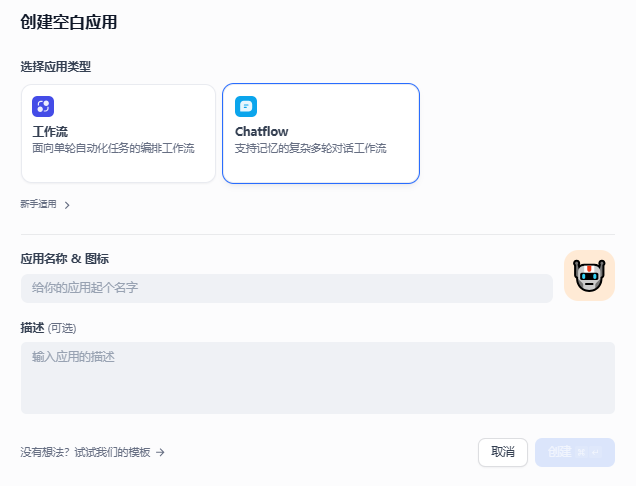 创建空白应用
选择应用类型
工作流
面向单轮自动化任务的编排工作流
Chatflow
支持记忆的复杂多轮对话工作流
新手适用
应用名称 & 图标
给你的应用起个名字
描述 (可选)
输入应用的描述
没有想法？试试我们的模板 →
取消
创建